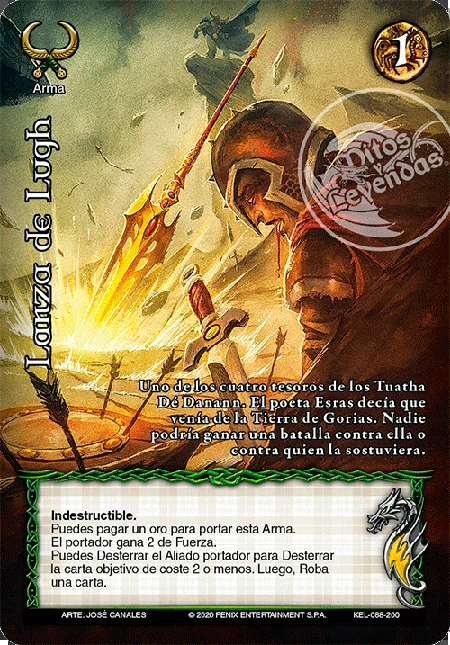 1
Arma
Mitos y
Leyendas
Lanza de Lugh
Uno de los cuatro tesoros de los Tuatha
Dé Danann. El poeta Esras decía que
venía de la Tierra de Gorias. Nadie
podría ganar una batalla contra ella o
contra quien la sostuviera.
Indestructible.
Puedes pagar un oro para portar esta Arma.
El portador gana 2 de Fuerza.
Puedes Desterrar el Aliado portador para Desterrar
la carta objetivo de coste 2 o menos. Luego, Roba
una carta.
ARTE. JOSÉ CANALES
© 2020 FENIX ENTERTAINMENT S.P.A.
KEL-088-200